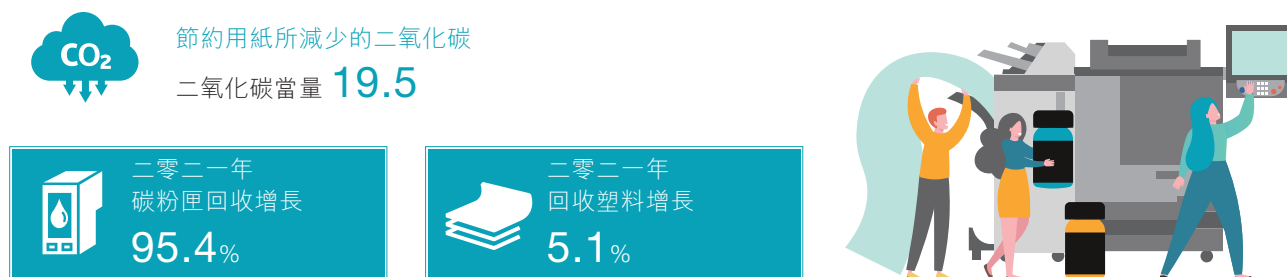 CO₂
節約用紙所減少的二氧化碳
二氧化碳當量 19.5
二零二一年
碳粉匣回收增長
95.4%
二零二一年
回收塑料增長
5.1%